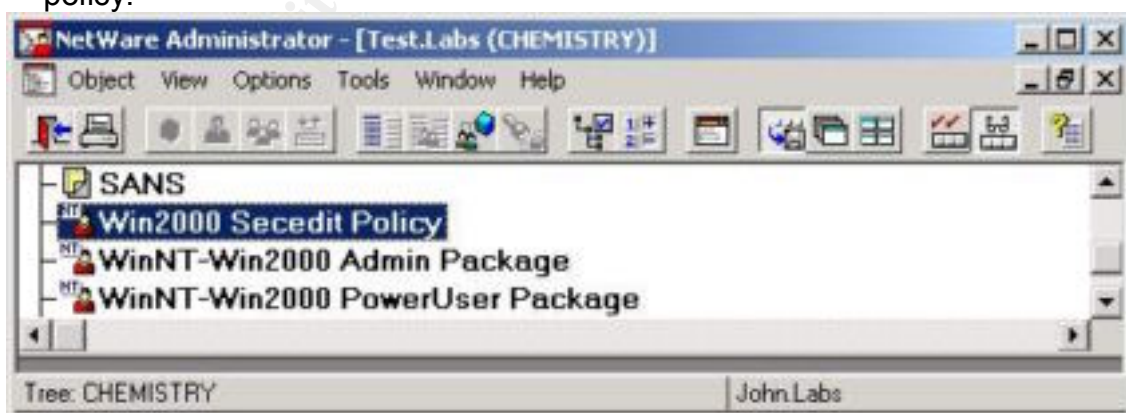 policy.
NetWare Administrator - [Test.Labs (CHEMISTRY)]
Object View Options Tools Window Help
SANS
Win2000 Secedit Policy
WinNT-Win2000 Admin Package
WinNT-Win2000 PowerUser Package
Tree: CHEMISTRY
John.Labs